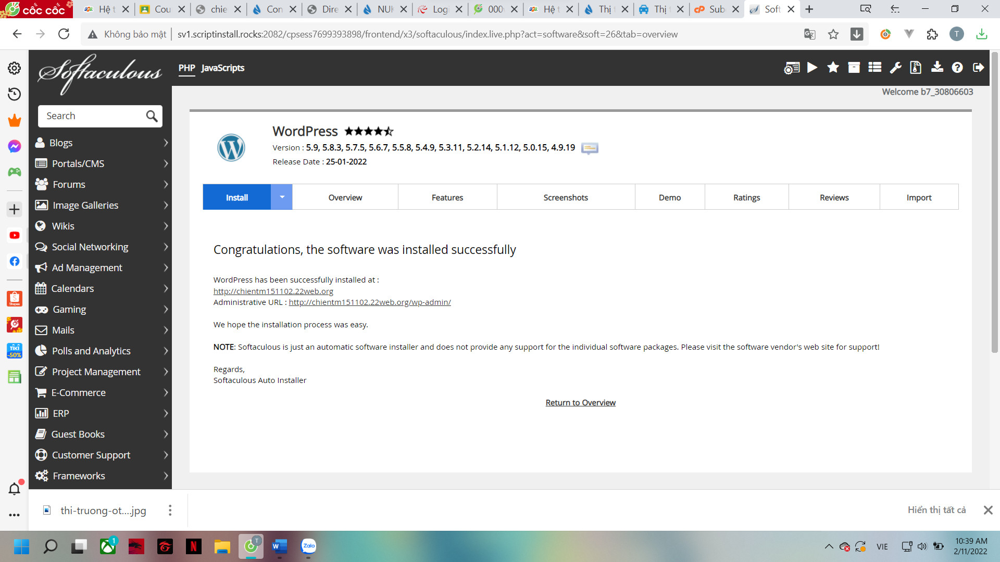 cốc cốc
Hệ t
Cou
chie
Con
Dire
NUK
Logi
000v
Hệ t
Thị t
Thị t
Sub
Soft
Không bảo mật
sv1.scriptinstall.rocks:2082/cpsess7699393898/frontend/x3/softaculous/index.live.php?act=software&soft=26&tab=overview
T
Softaculous
PHP JavaScripts
Welcome b7_30806603
Search
Blogs
Portals/CMS
Forums
Image Galleries
Wikis
Social Networking
Ad Management
Calendars
Gaming
Mails
Polls and Analytics
Project Management
E-Commerce
ERP
Guest Books
Customer Support
Frameworks
WordPress
Version : 5.9, 5.8.3, 5.7.5, 5.6.7, 5.5.8, 5.4.9, 5.3.11, 5.2.14, 5.1.12, 5.0.15, 4.9.19
Release Date : 25-01-2022
Install
Overview
Features
Screenshots
Demo
Ratings
Reviews
Import
Congratulations, the software was installed successfully
WordPress has been successfully installed at :
http://chientm151102.22web.org
Administrative URL : http://chientm151102.22web.org/wp-admin/
We hope the installation process was easy.
NOTE: Softaculous is just an automatic software installer and does not provide any support for the individual software packages. Please visit the software vendor's web site for support!
Regards,
Softaculous Auto Installer
Return to Overview
Shopee
TIKI
-50%
thi-truong-ot....jpg
Hiển thị tất cả
1
N
T
W
Zalo
VIE
10:39 AM
2/11/2022